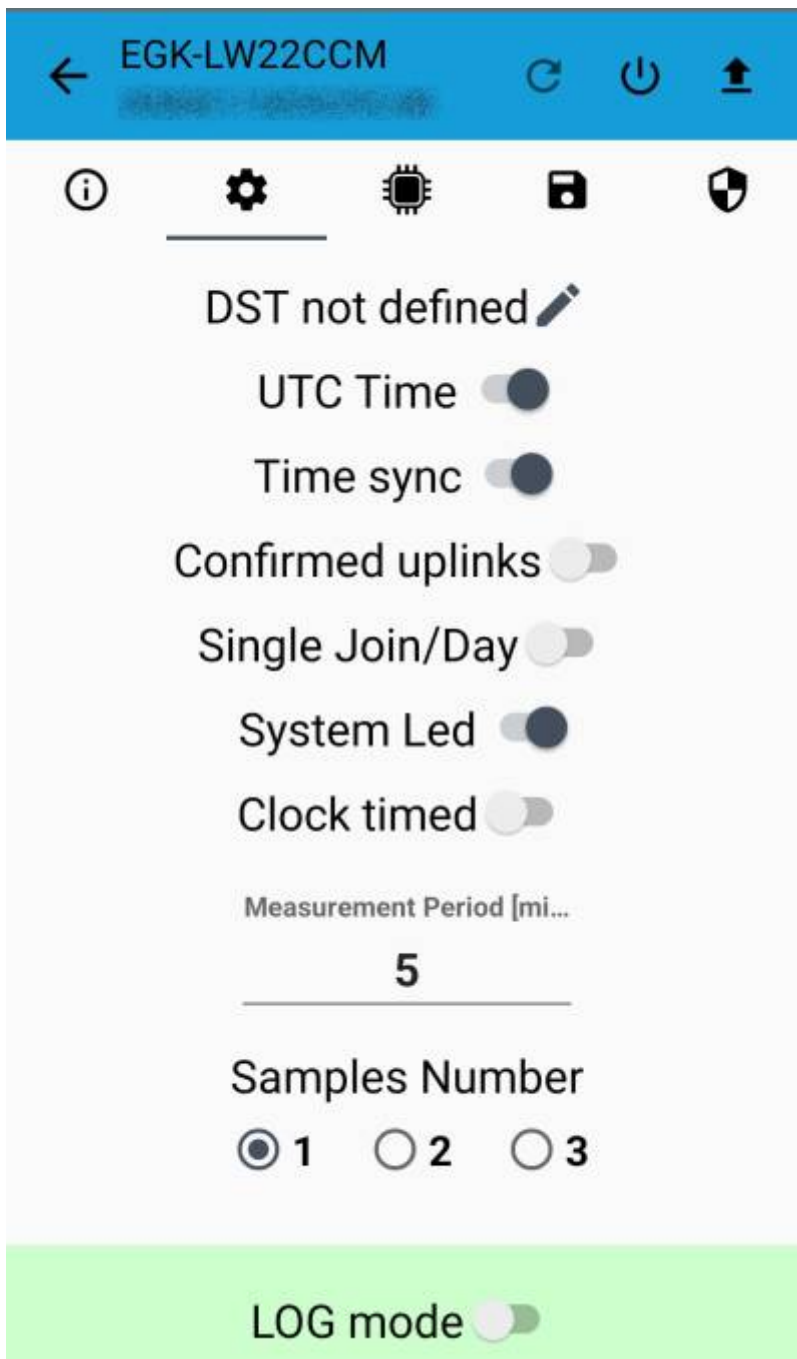 EGK-LW22CCM
DST not defined
UTC Time
Time sync
Confirmed uplinks
Single Join/Day
System Led
Clock timed
Measurement Period [mi...
5
Samples Number
1 2 3
LOG mode